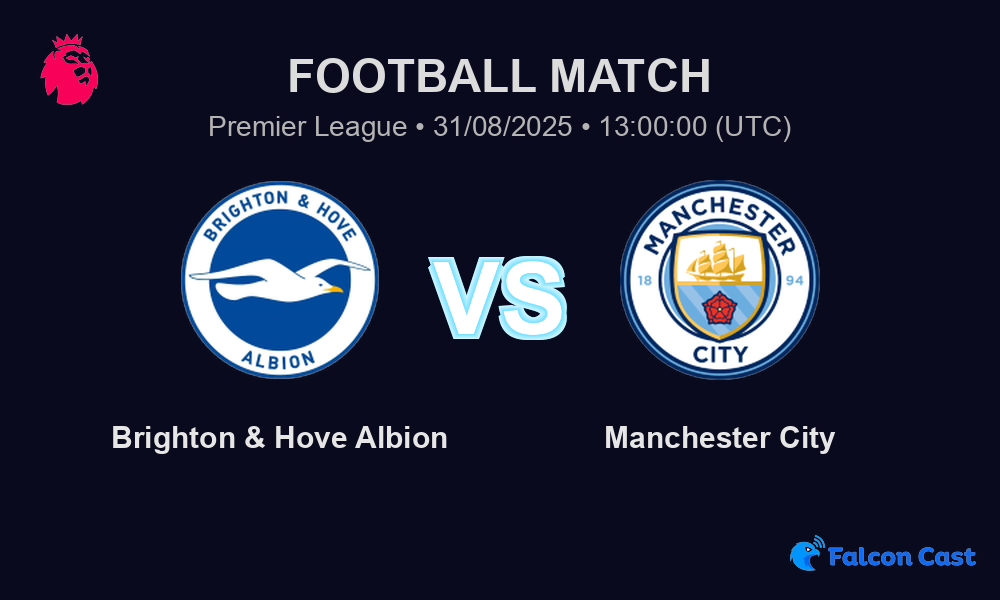 FOOTBALL MATCH
Premier League • 31/08/2025 • 13:00:00 (UTC)
BRIGHTON & HOVE
ALBION
VS
MANCHESTER
18 94
CITY
Brighton & Hove Albion
Manchester City
Falcon Cast